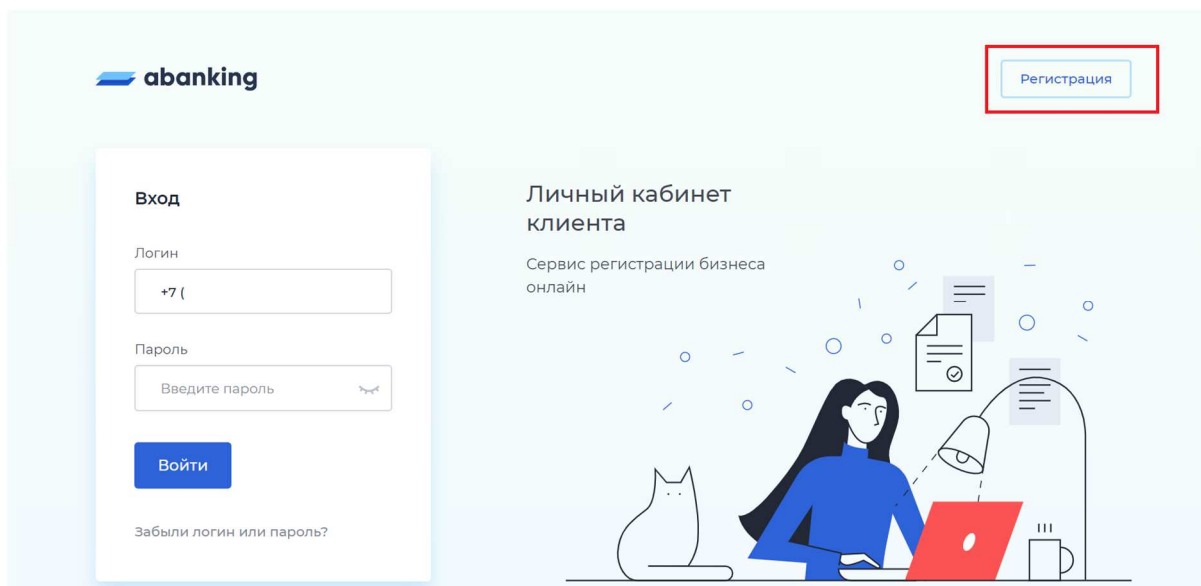 abanking
Регистрация
Вход
Логин
+7 (
Пароль
Введите пароль
Войти
Забыли логин или пароль?
Личный кабинет
клиента
Сервис регистрации бизнеса
онлайн